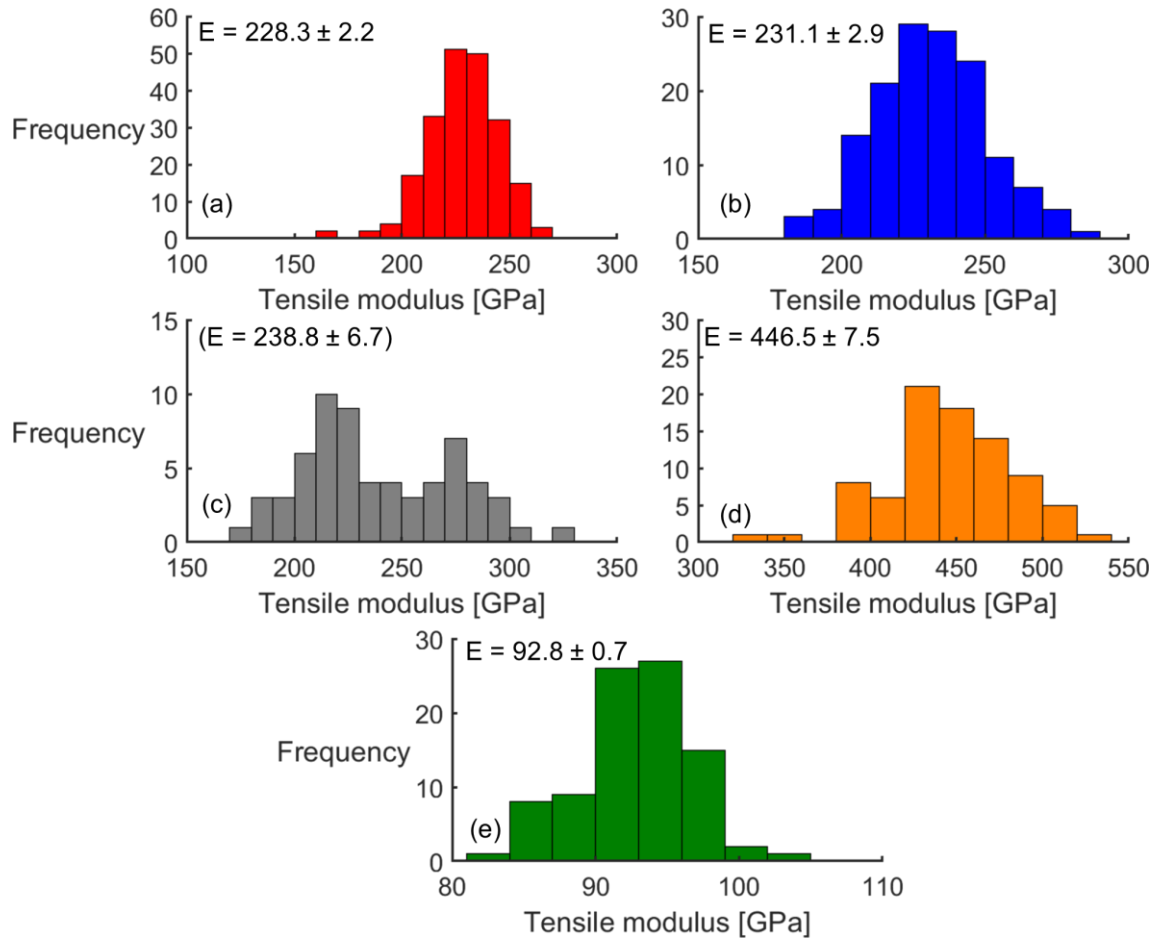 60
E = 228.3 ± 2.2
50
40
Frequency
30
20
10
(a)
0
100
150
200
250
300
Tensile modulus [GPa]
30
E = 231.1 ± 2.9
20
10
(b)
0
150
200
250
300
Tensile modulus [GPa]
15
(E = 238.8 ± 6.7)
10
Frequency
5
(c)
0
150
200
250
300
350
Tensile modulus [GPa]
30
E = 446.5 ± 7.5
25
20
15
10
5
(d)
0
300
350
400
450
500
550
Tensile modulus [GPa]
30
E = 92.8 ± 0.7
20
Frequency
10
(e)
0
80
90
100
110
Tensile modulus [GPa]